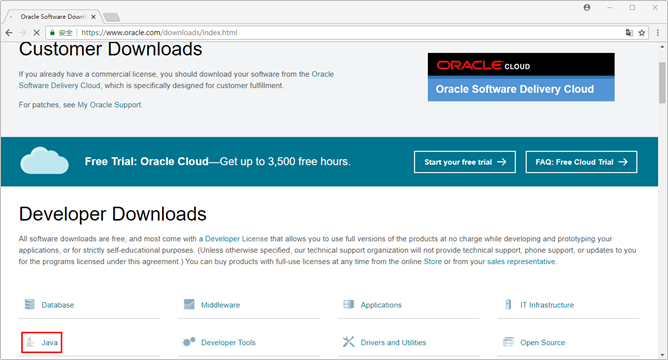 Oracle Software Downl
安全 | https://www.oracle.com/downloads/index.html
Customer Downloads
If you already have a commercial license, you should download your software from the Oracle
Software Delivery Cloud, which is specifically designed for customer fulfillment.
For patches, see My Oracle Support.
ORACLE CLOUD
Oracle Software Delivery Cloud
Free Trial: Oracle Cloud—Get up to 3,500 free hours.
Start your free trial
FAQ: Free Cloud Trial
Developer Downloads
All software downloads are free, and most come with a Developer License that allows you to use full versions of the products at no charge while developing and prototyping your
applications, or for strictly self-educational purposes. (Unless otherwise specified, our technical support organization will not provide technical support, phone support, or updates to you
for the programs licensed under this agreement.) You can buy products with full-use licenses at any time from the online Store or from your sales representative.
Database
Middleware
Applications
IT Infrastructure
Java
Developer Tools
Drivers and Utilities
Open Source